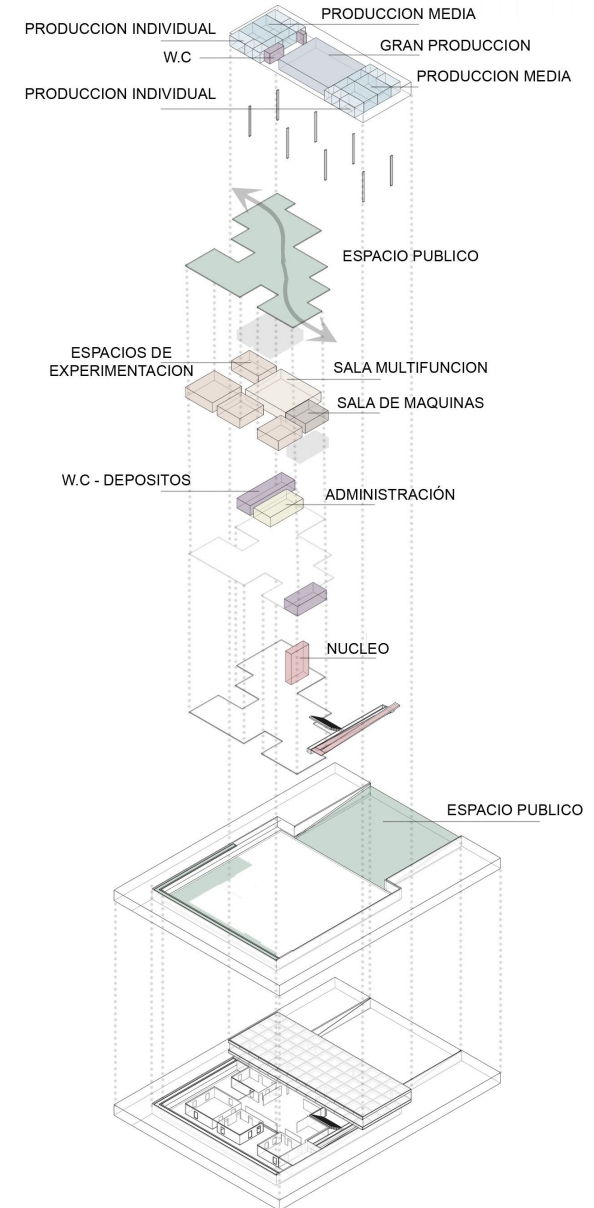 PRODUCCION MEDIA
PRODUCCION INDIVIDUAL
GRAN PRODUCCION
W.C
PRODUCCION MEDIA
PRODUCCION INDIVIDUAL
ESPACIO PUBLICO
ESPACIOS DE
EXPERIMENTACION
SALA MULTIFUNCION
SALA DE MAQUINAS
W.C - DEPOSITOS
ADMINISTRACIÓN
NUCLEO
ESPACIO PUBLICO